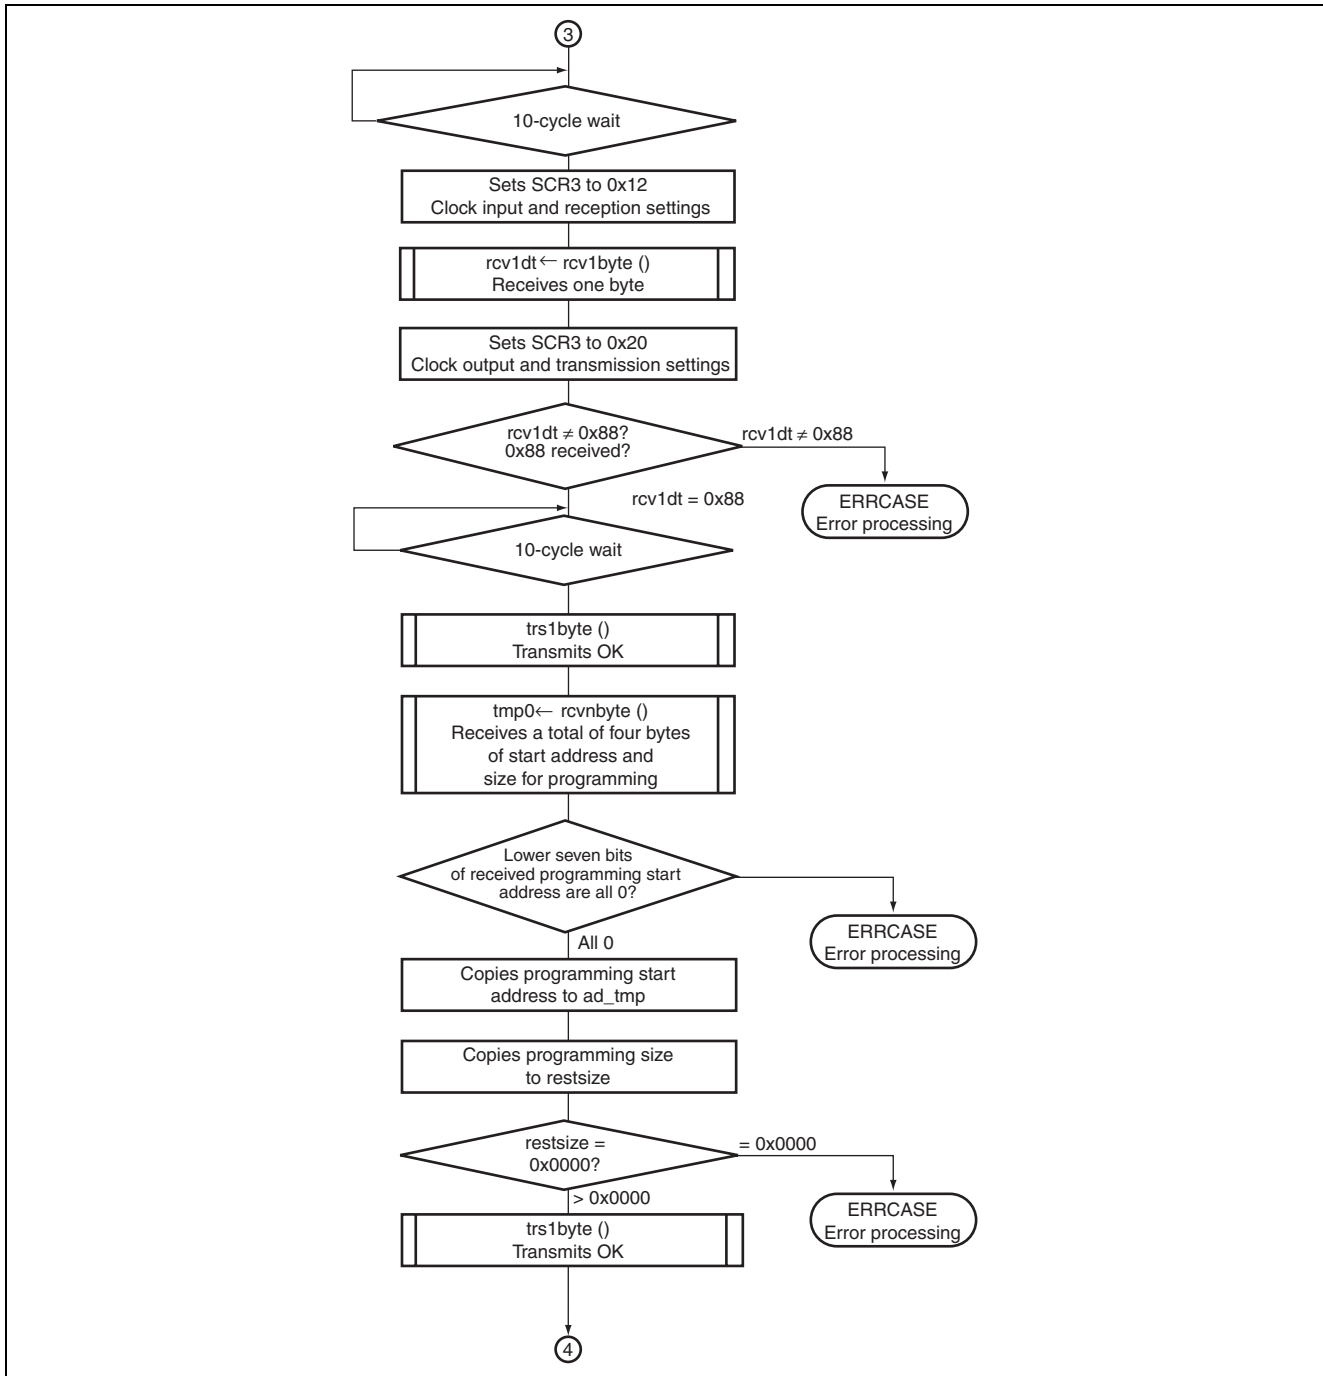 3
10-cycle wait
Sets SCR3 to 0x12
Clock input and reception settings
rcv1dt ← rcv1byte ()
Receives one byte
Sets SCR3 to 0x20
Clock output and transmission settings
rcv1dt ≠ 0x88?
0x88 received?
rcv1dt ≠ 0x88
ERRCASE
Error processing
rcv1dt = 0x88
10-cycle wait
trs1byte ()
Transmits OK
tmp0← rcvnbyte ()
Receives a total of four bytes
of start address and
size for programming
Lower seven bits
of received programming start
address are all 0?
ERRCASE
Error processing
All 0
Copies programming start
address to ad_tmp
Copies programming size
to restsize
restsize =
0x0000?
= 0x0000
ERRCASE
Error processing
> 0x0000
trs1byte ()
Transmits OK
4